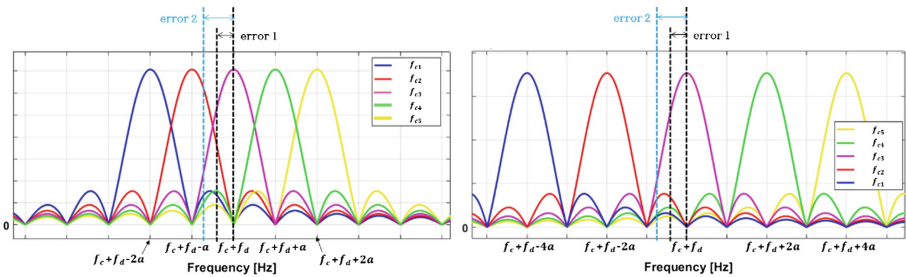 error 2
error 1
f_c1
f_c2
f_c3
f_c4
f_c5
0
f_c+f_d-2a
f_c+f_d-a
f_c+f_d
f_c+f_d+a
f_c+f_d+2a
Frequency [Hz]
error 2
error 1
f_c5
f_c4
f_c3
f_c2
f_c1
0
f_c+f_d-4a
f_c+f_d-2a
f_c+f_d
f_c+f_d+2a
f_c+f_d+4a
Frequency [Hz]